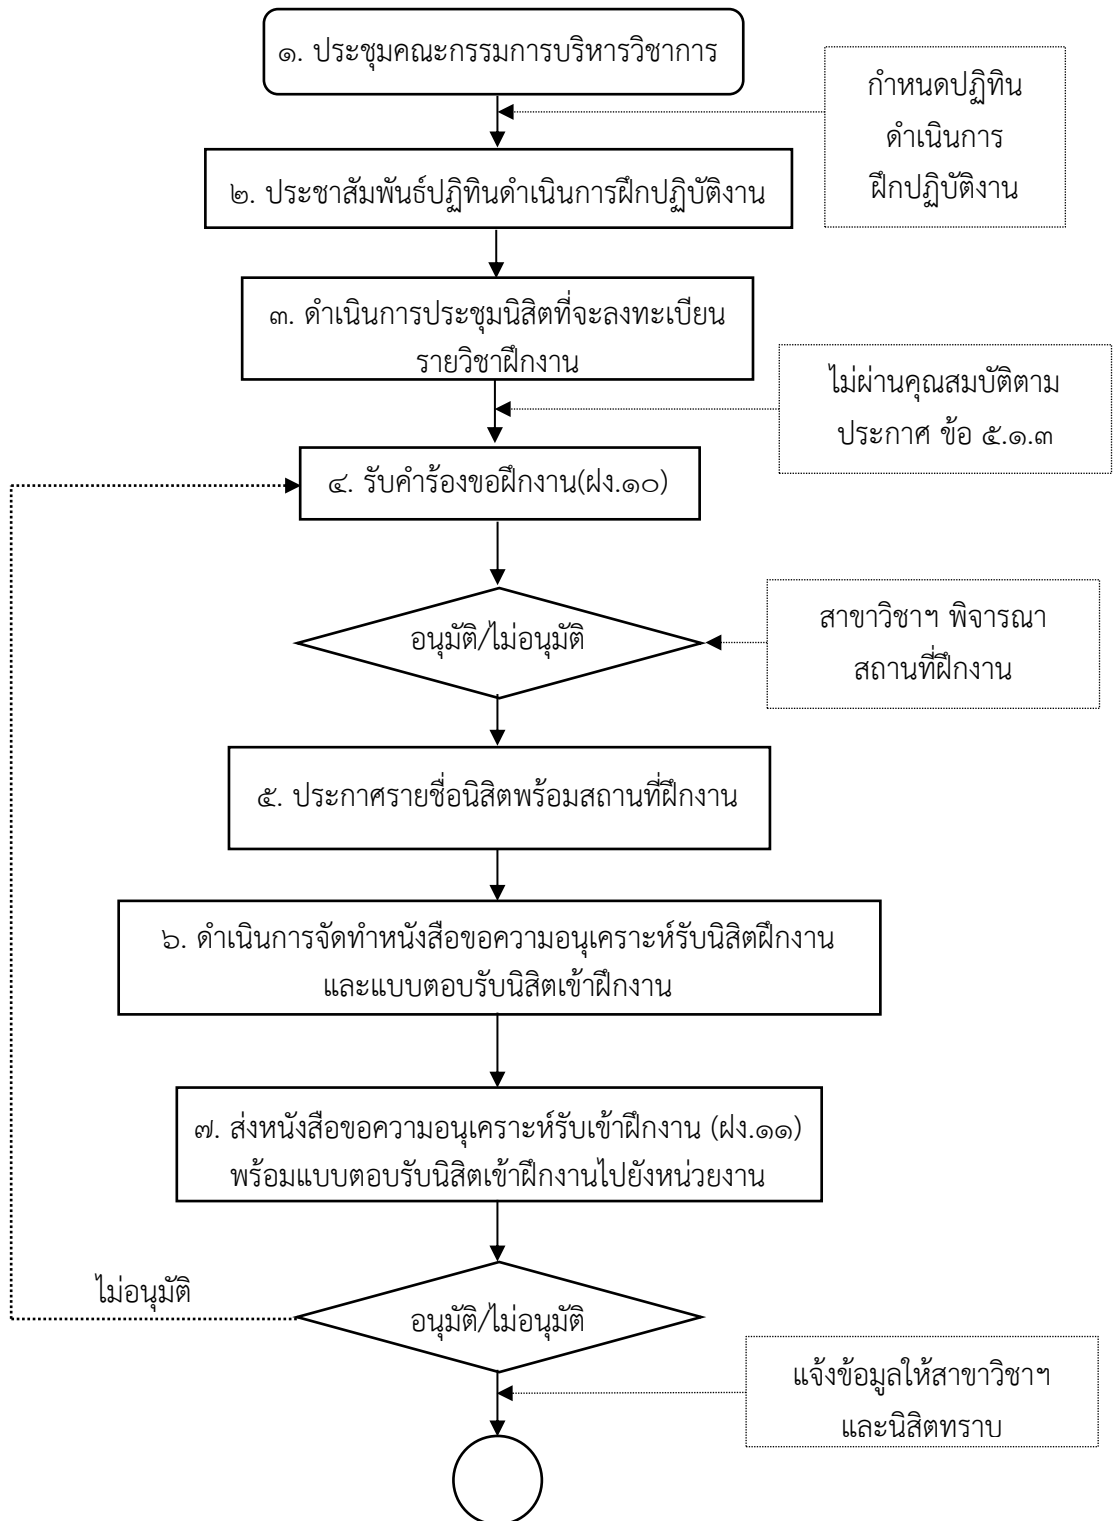 ๑. ประชุมคณะกรรมการบริหารวิชาการ
กำหนดปฏิทิน
ดำเนินการ
ฝึกปฏิบัติงาน
๒. ประชาสัมพันธ์ปฏิทินดำเนินการฝึกปฏิบัติงาน
๓. ดำเนินการประชุมนิสิตที่จะลงทะเบียน
รายวิชาฝึกงาน
ไม่ผ่านคุณสมบัติตาม
ประกาศ ข้อ ๕.๑.๓
๔. รับคำร้องขอฝึกงาน(ฝง.๑๐)
อนุมัติ/ไม่อนุมัติ
สาขาวิชาฯ พิจารณา
สถานที่ฝึกงาน
๕. ประกาศรายชื่อนิสิตพร้อมสถานที่ฝึกงาน
๖. ดำเนินการจัดทำหนังสือขอความอนุเคราะห์รับนิสิตฝึกงาน
และแบบตอบรับนิสิตเข้าฝึกงาน
๗. ส่งหนังสือขอความอนุเคราะห์รับเข้าฝึกงาน (ฝง.๑๑)
พร้อมแบบตอบรับนิสิตเข้าฝึกงานไปยังหน่วยงาน
ไม่อนุมัติ
อนุมัติ/ไม่อนุมัติ
แจ้งข้อมูลให้สาขาวิชาฯ
และนิสิตทราบ